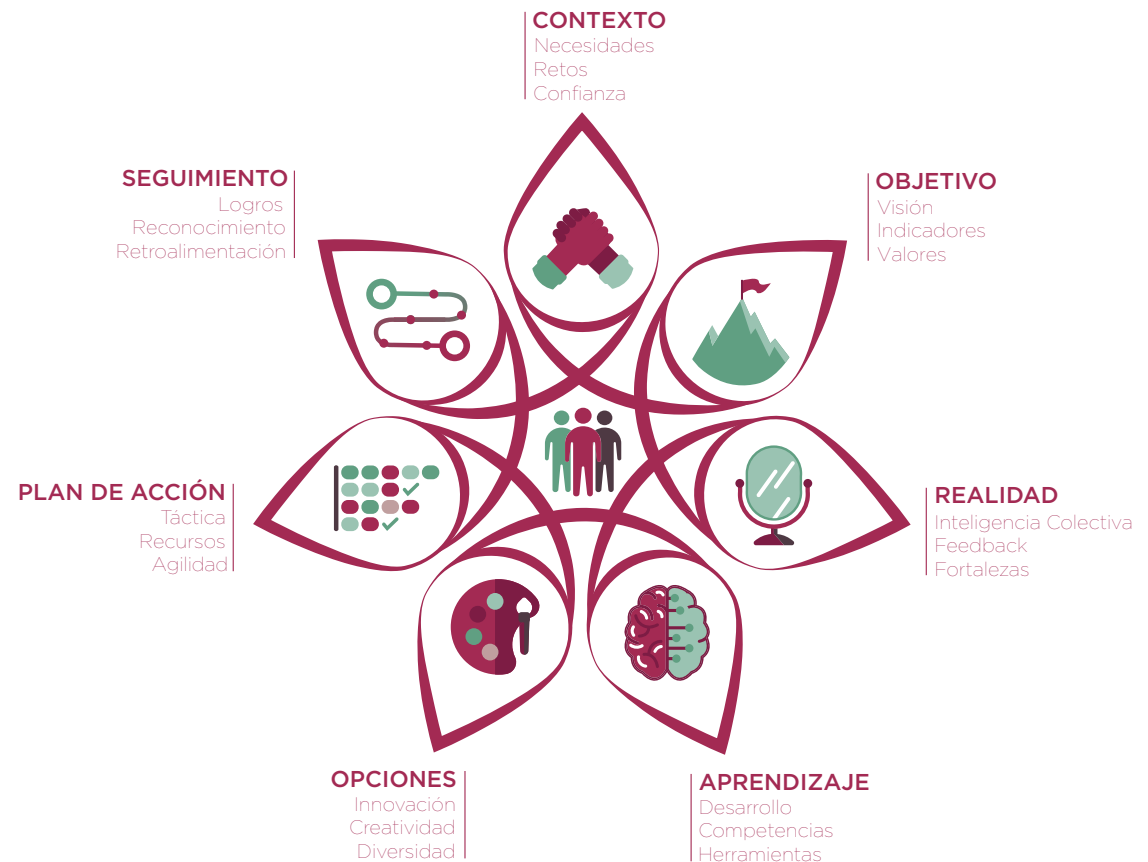 CONTEXTO
Necesidades
Retos
Confianza
OBJETIVO
Visión
Indicadores
Valores
REALIDAD
Inteligencia Colectiva
Feedback
Fortalezas
APRENDIZAJE
Desarrollo
Competencias
Herramientas
OPCIONES
Innovación
Creatividad
Diversidad
PLAN DE ACCIÓN
Táctica
Recursos
Agilidad
SEGUIMIENTO
Logros
Reconocimiento
Retroalimentación